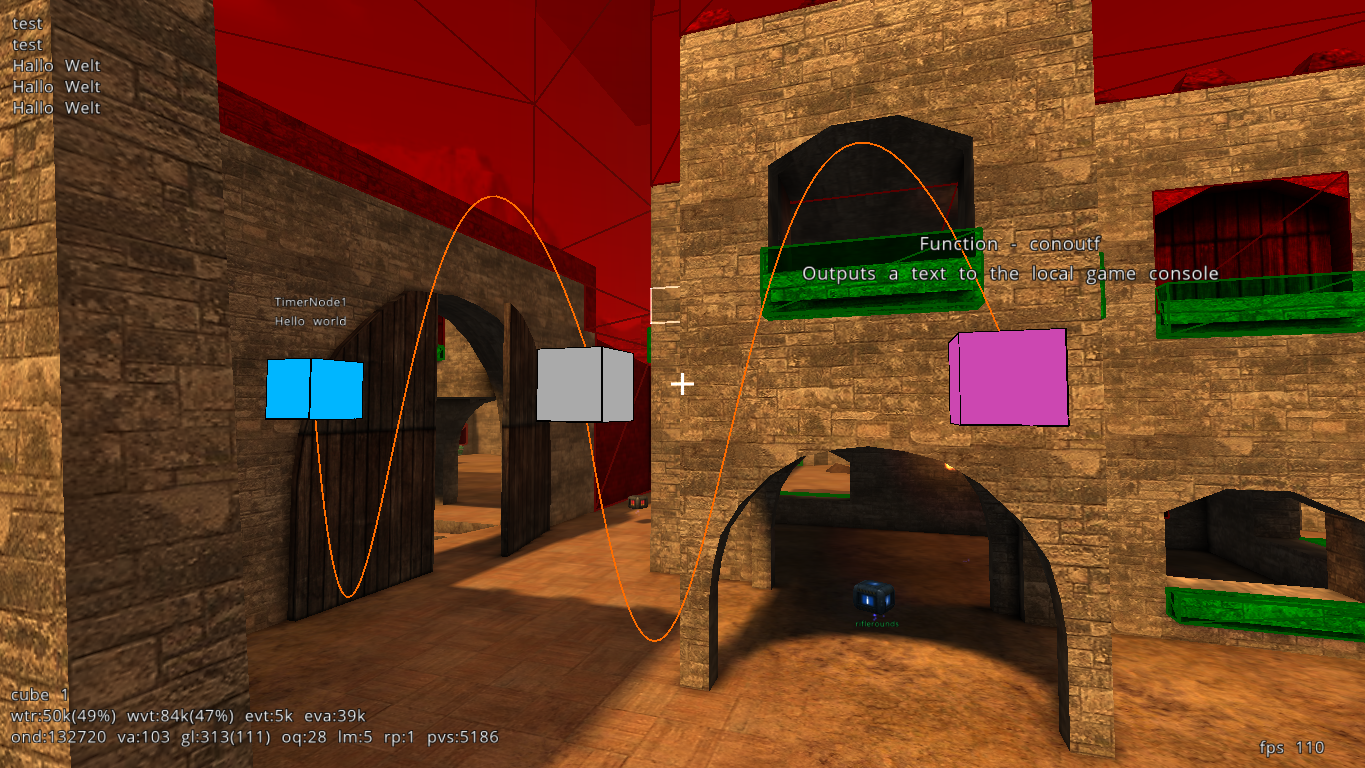 test
test
Hallo Welt
Hallo Welt
Hallo Welt
Function - conoutf
Outputs a text to the local game console
TimerNode1
Hello world
riflerounds
cube 1
wtr:50k(49%) wvt:84k(47%) evt:5k eva:39k
ond:132720 va:103 gl:313(111) oq:28 lm:5 rp:1 pvs:5186
fps 110